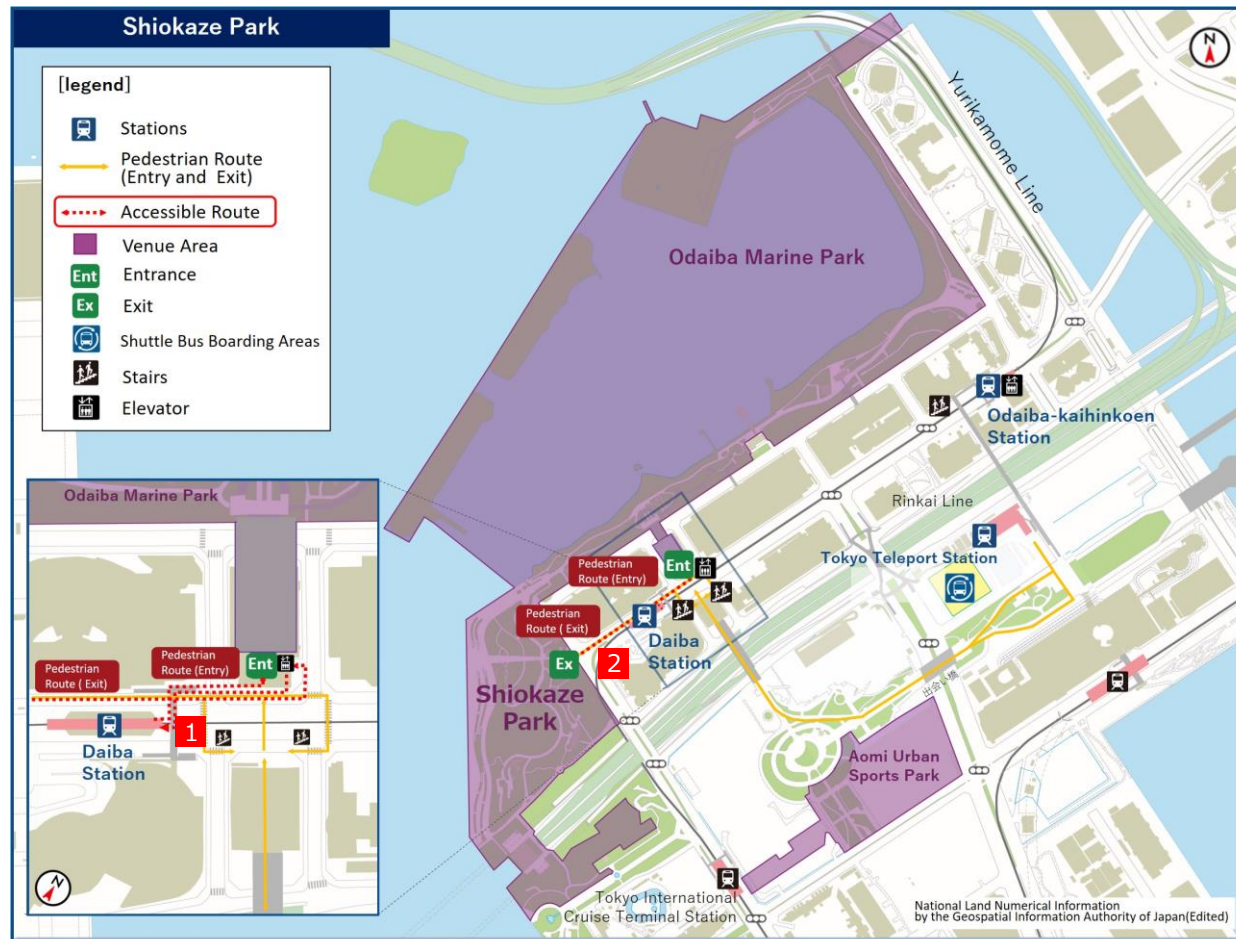 Shiokaze Park
N
[legend]
Stations
Pedestrian Route
(Entry and Exit)
Accessible Route
Venue Area
Ent
Entrance
Ex
Exit
Shuttle Bus Boarding Areas
Stairs
Elevator
Yurikamome Line
Odaiba Marine Park
Odaiba-kaihinkoen
Station
Rinkai Line
Tokyo Teleport Station
Pedestrian
Route (Entry)
Ent
Pedestrian
Route ( Exit)
Ex
2
Daiba
Station
Shiokaze
Park
出会い橋
Aomi Urban
Sports Park
Tokyo International
Cruise Terminal Station
Odaiba Marine Park
Pedestrian
Route ( Exit)
Pedestrian
Route (Entry)
Ent
1
Daiba
Station
N
National Land Numerical Information
by the Geospatial Information Authority of Japan(Edited)